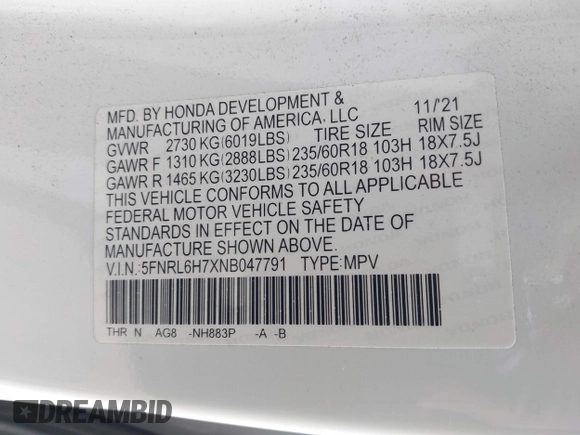 MFD. BY HONDA DEVELOPMENT & 11/'21
MANUFACTURING OF AMERICA, LLC
GVWR 2730 KG(6019LBS) TIRE SIZE RIM SIZE
GAWR F 1310 KG(2888LBS) 235/60R18 103H 18X7.5J
GAWR R 1465 KG(3230LBS) 235/60R18 103H 18X7.5J
THIS VEHICLE CONFORMS TO ALL APPLICABLE
FEDERAL MOTOR VEHICLE SAFETY
STANDARDS IN EFFECT ON THE DATE OF
MANUFACTURE SHOWN ABOVE.
V.I.N.:5FNRL6H7XNB047791 TYPE:MPV
THR N AG8 -NH883P -A -B
DREAMBID